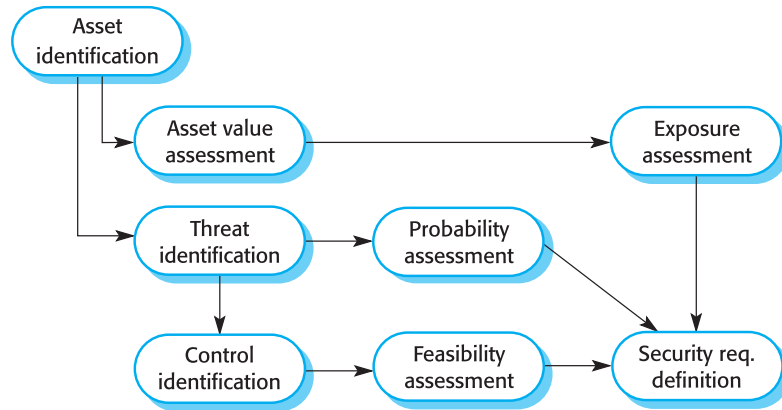 Asset
identification
Asset value
assessment
Exposure
assessment
Threat
identification
Probability
assessment
Control
identification
Feasibility
assessment
Security req.
definition